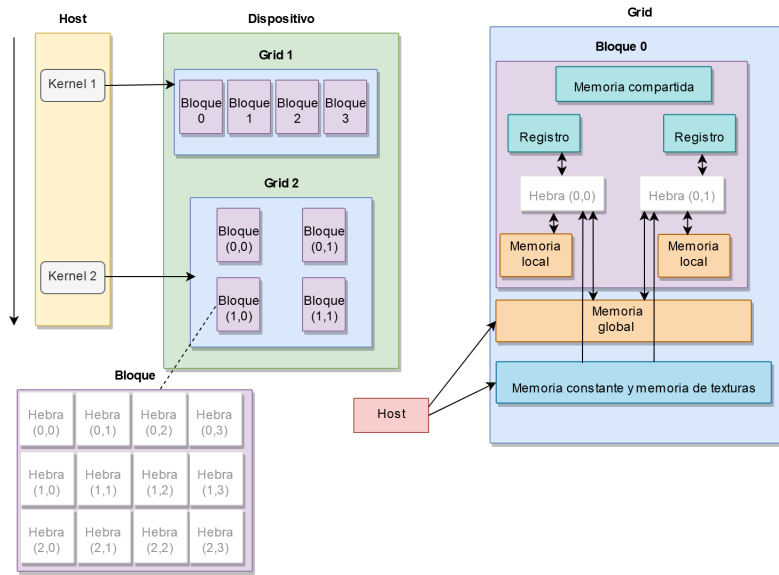 Host
Dispositivo
Grid 1
Kernel 1
Bloque
0
Bloque
1
Bloque
2
Bloque
3
Grid 2
Bloque
(0,0)
Bloque
(0,1)
Kernel 2
Bloque
(1,0)
Bloque
(1,1)
Bloque
Hebra
(0,0)
Hebra
(0,1)
Hebra
(0,2)
Hebra
(0,3)
Hebra
(1,0)
Hebra
(1,1)
Hebra
(1,2)
Hebra
(1,3)
Hebra
(2,0)
Hebra
(2,1)
Hebra
(2,2)
Hebra
(2,3)
Grid
Bloque 0
Memoria compartida
Registro
Registro
Hebra (0,0)
Hebra (0,1)
Memoria
local
Memoria
local
Memoria
global
Memoria constante y memoria de texturas
Host